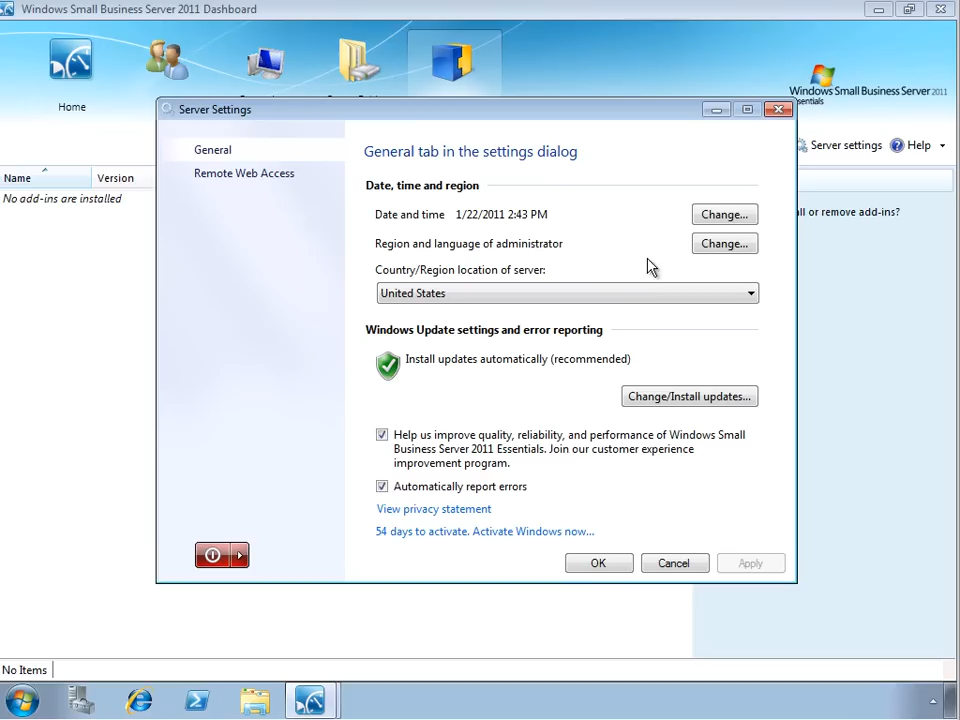 Windows Small Business Server 2011 Dashboard
Home
Windows Small Business Server 2011
Essentials
Server settings
Help
Name
Version
No add-ins are installed
ll or remove add-ins?
Server Settings
General
Remote Web Access
General tab in the settings dialog
Date, time and region
Date and time 1/22/2011 2:43 PM
Change...
Region and language of administrator
Change...
Country/Region location of server:
United States
Windows Update settings and error reporting
Install updates automatically (recommended)
Change/Install updates...
Help us improve quality, reliability, and performance of Windows Small
Business Server 2011 Essentials. Join our customer experience
improvement program.
Automatically report errors
View privacy statement
54 days to activate. Activate Windows now...
OK
Cancel
Apply
No Items